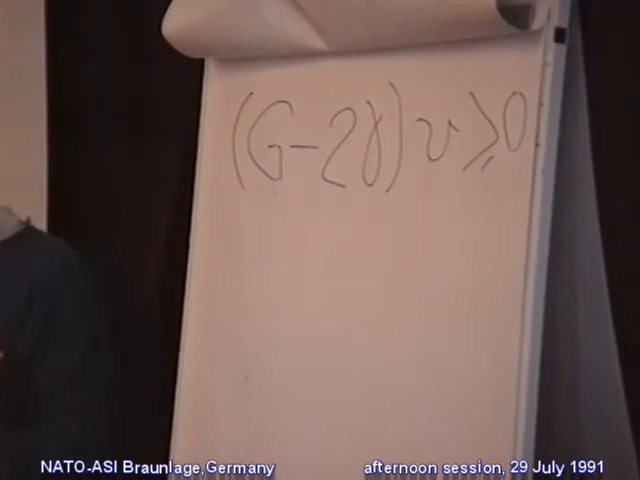 (G-2γ) v ≥ 0
NATO-ASI Braunlage,Germany afternoon session, 29 July 1991